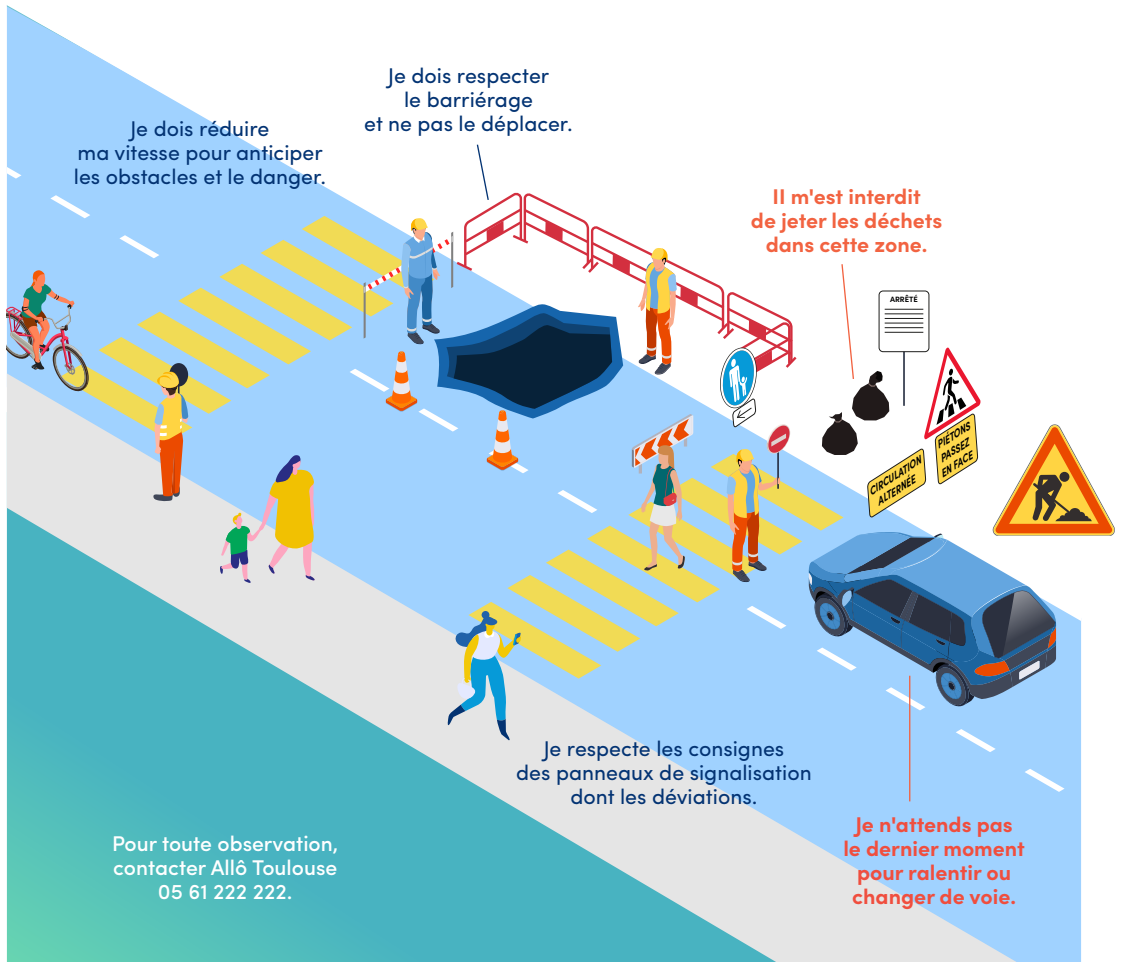 Je dois respecter
le barriérage
et ne pas le déplacer.
Je dois réduire
ma vitesse pour anticiper
les obstacles et le danger.
Il m'est interdit
de jeter les déchets
dans cette zone.
ARRÊTÉ
PIÉTONS
PASSEZ
EN FACE
CIRCULATION
ALTERNÉE
Je respecte les consignes
des panneaux de signalisation
dont les déviations.
Je n'attends pas
le dernier moment
pour ralentir ou
changer de voie.
Pour toute observation,
contacter Allô Toulouse
05 61 222 222.